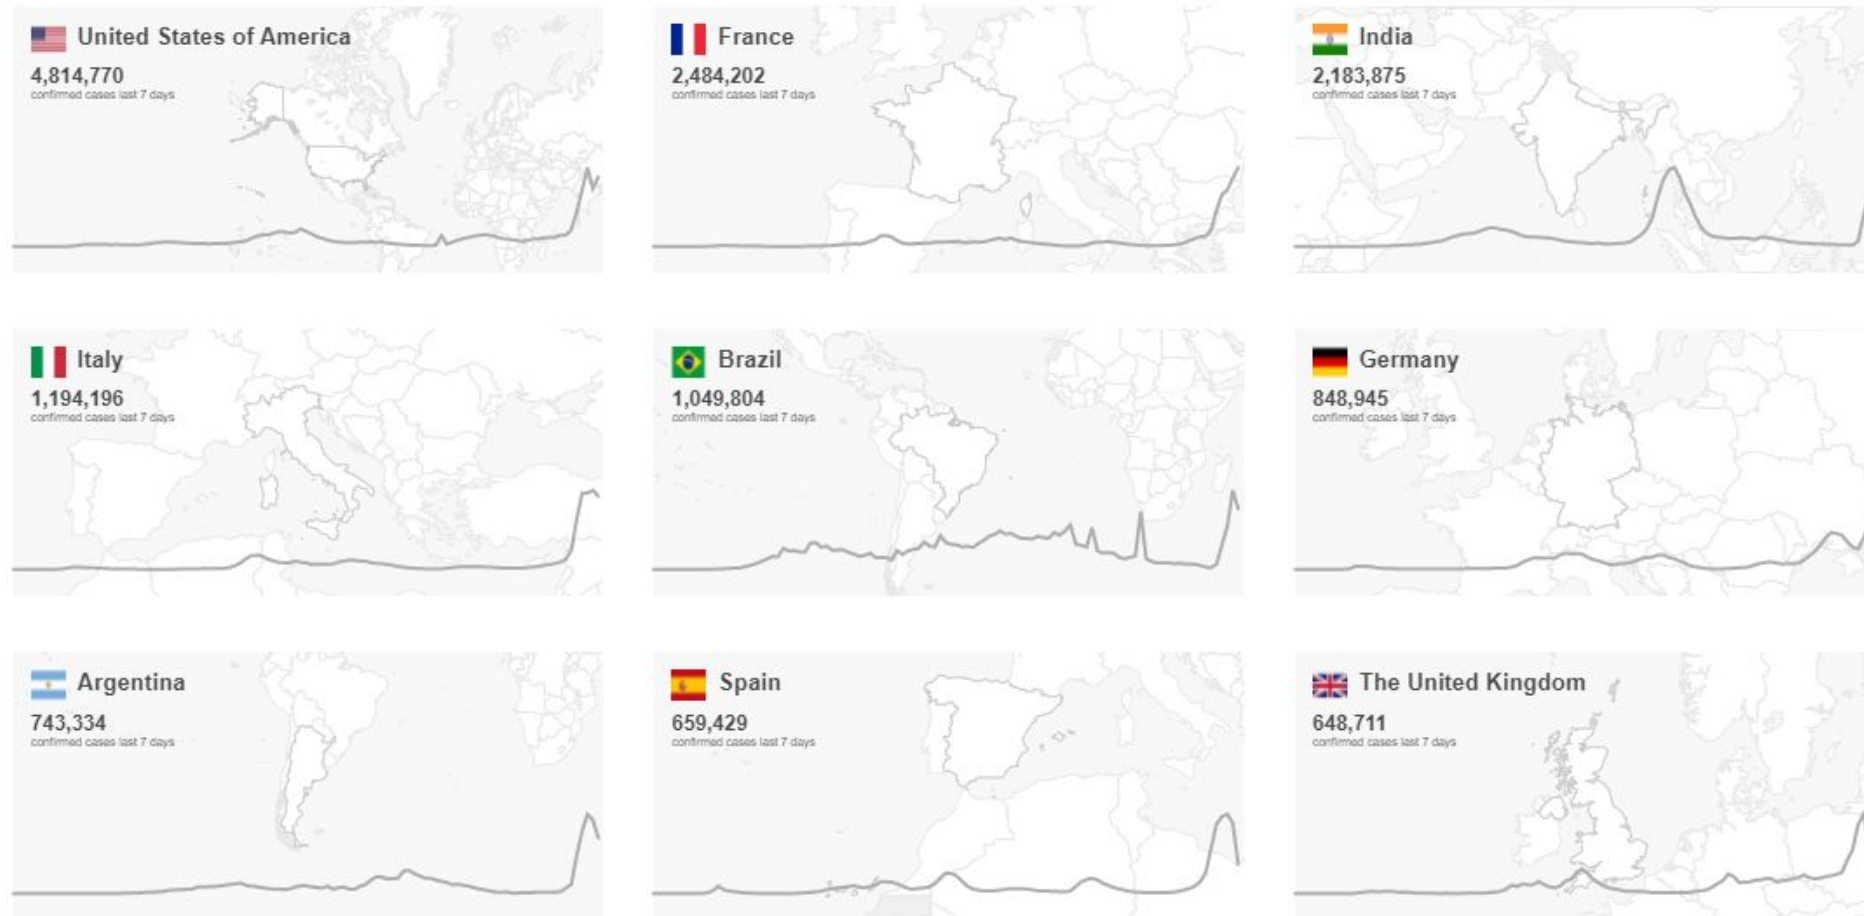 United States of America
4,814,770
confirmed cases last 7 days
France
2,484,202
confirmed cases last 7 days
India
2,183,875
confirmed cases last 7 days
Italy
1,194,196
confirmed cases last 7 days
Brazil
1,049,804
confirmed cases last 7 days
Germany
848,945
confirmed cases last 7 days
Argentina
743,334
confirmed cases last 7 days
Spain
659,429
confirmed cases last 7 days
The United Kingdom
648,711
confirmed cases last 7 days